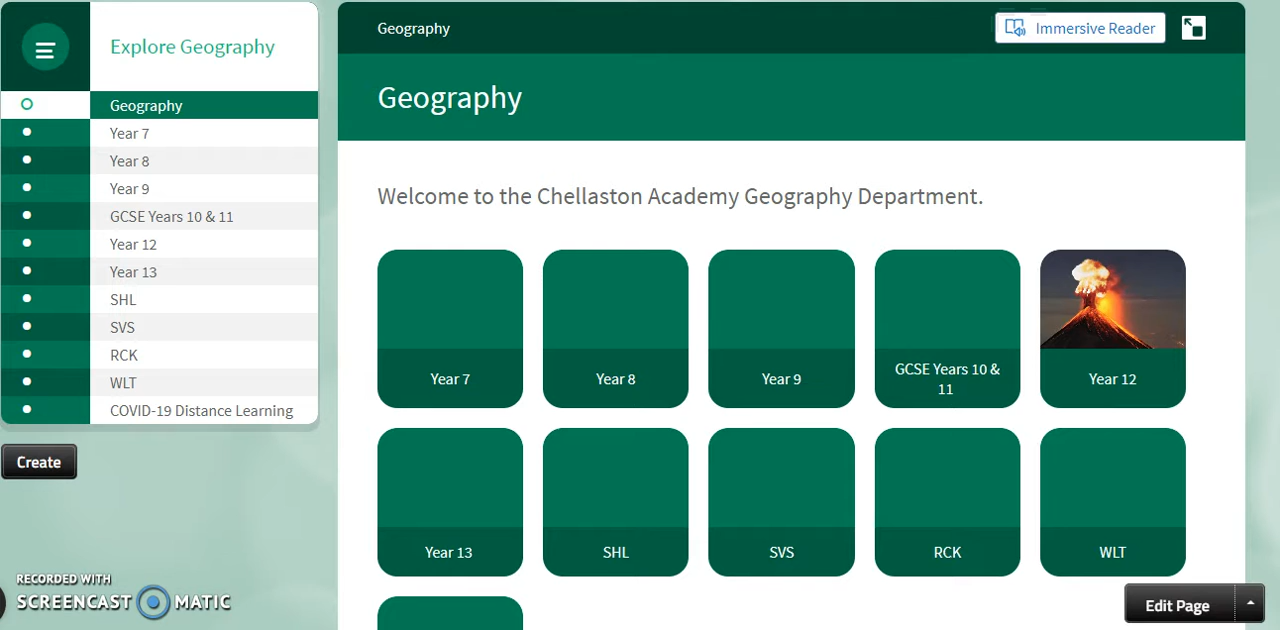 Explore Geography
Geography
Year 7
Year 8
Year 9
GCSE Years 10 & 11
Year 12
Year 13
SHL
SVS
RCK
WLT
COVID-19 Distance Learning
Create
RECORDED WITH
SCREENCAST MATIC
Geography
Immersive Reader
Geography
Welcome to the Chellaston Academy Geography Department.
Year 7
Year 8
Year 9
GCSE Years 10 &
11
Year 12
Year 13
SHL
SVS
RCK
WLT
Edit Page